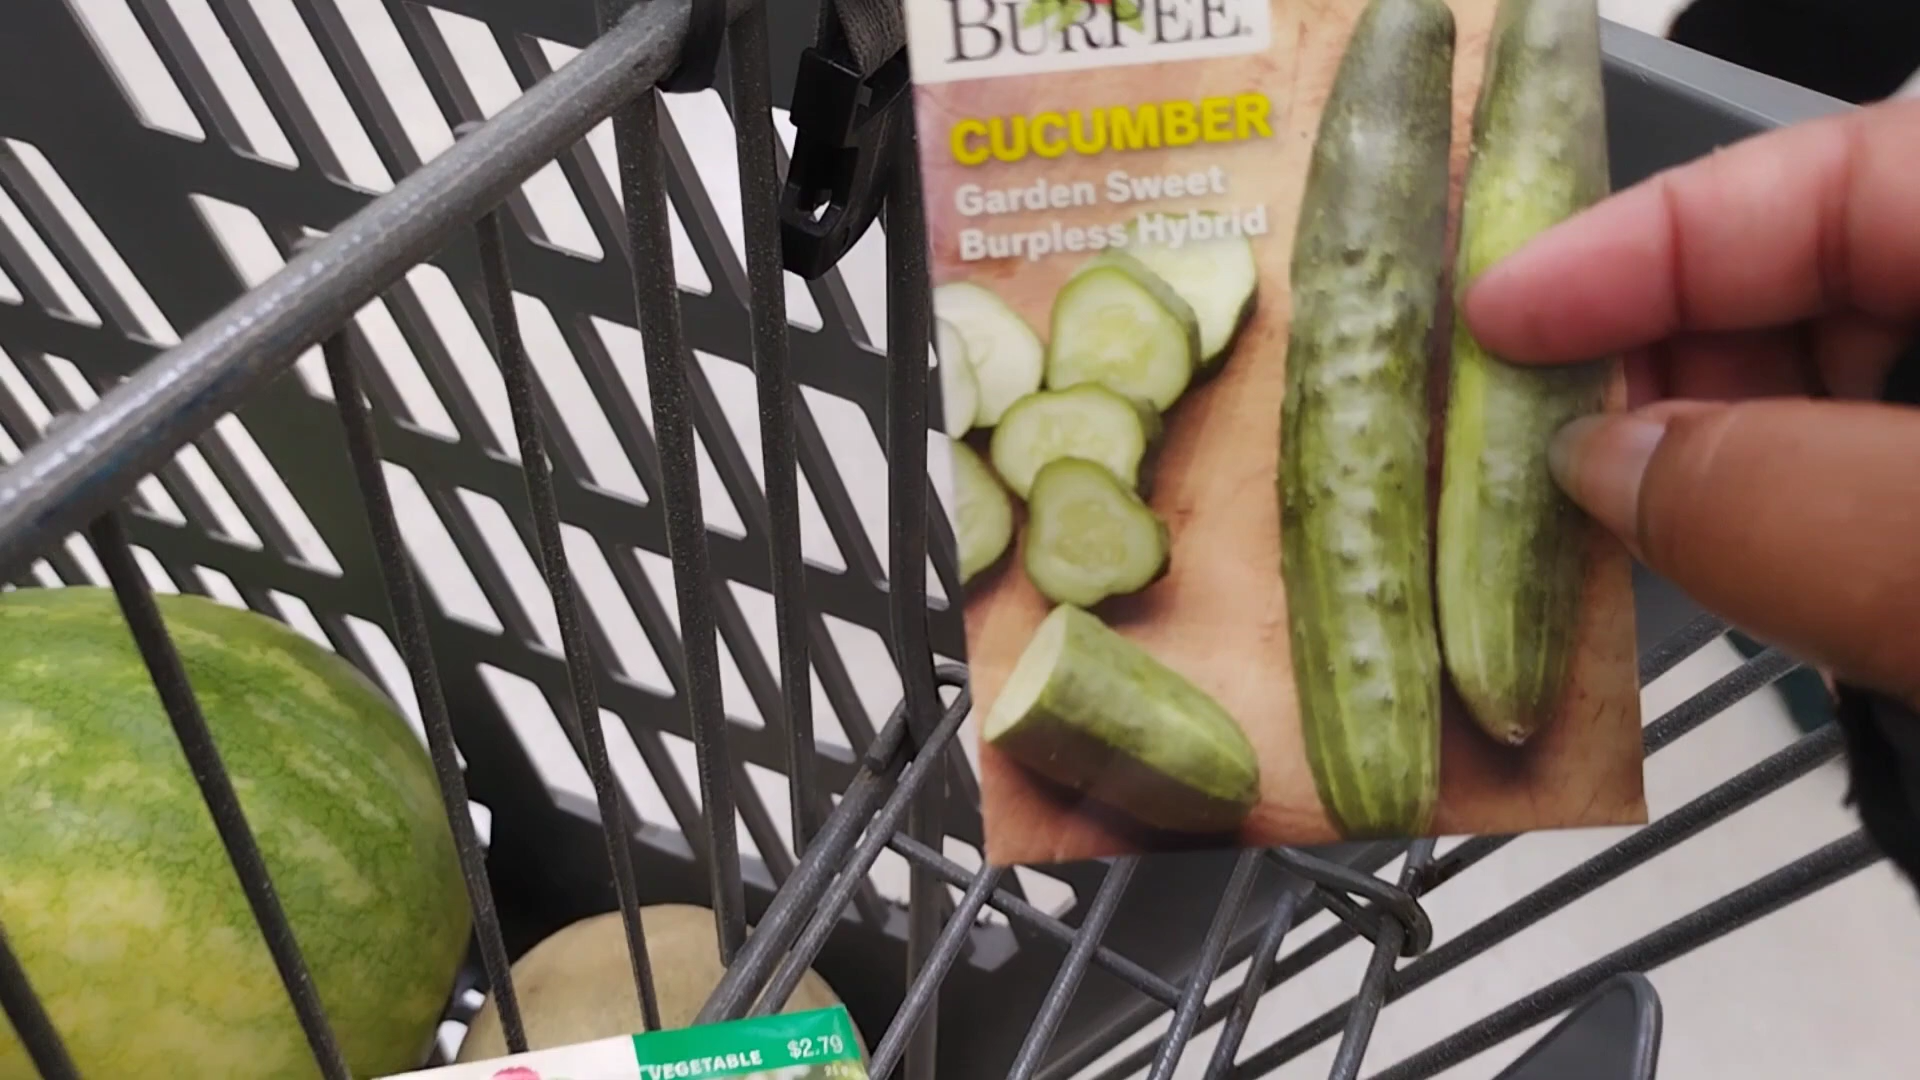 BURPEE®
CUCUMBER
Garden Sweet
Burpless Hybrid
VEGETABLE $2.79